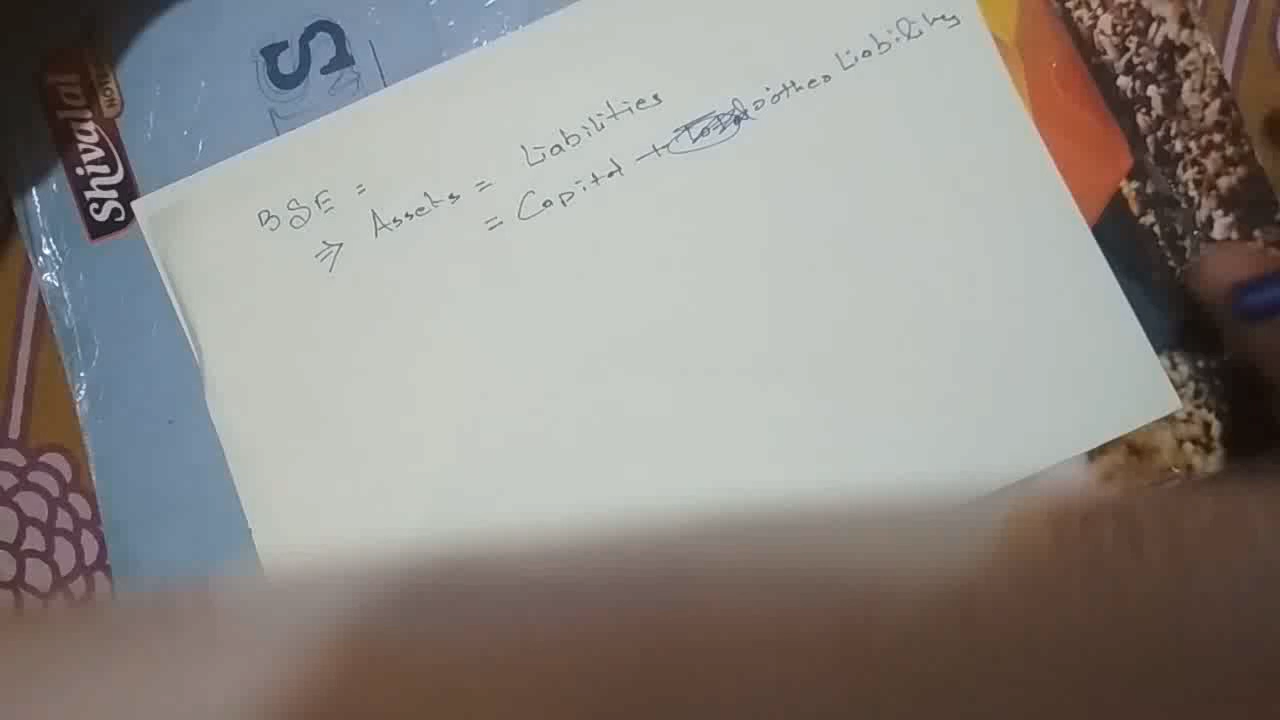 Shivalal
S
BSE =
⇒ Assets = Liabilities
= Capital + other Liability